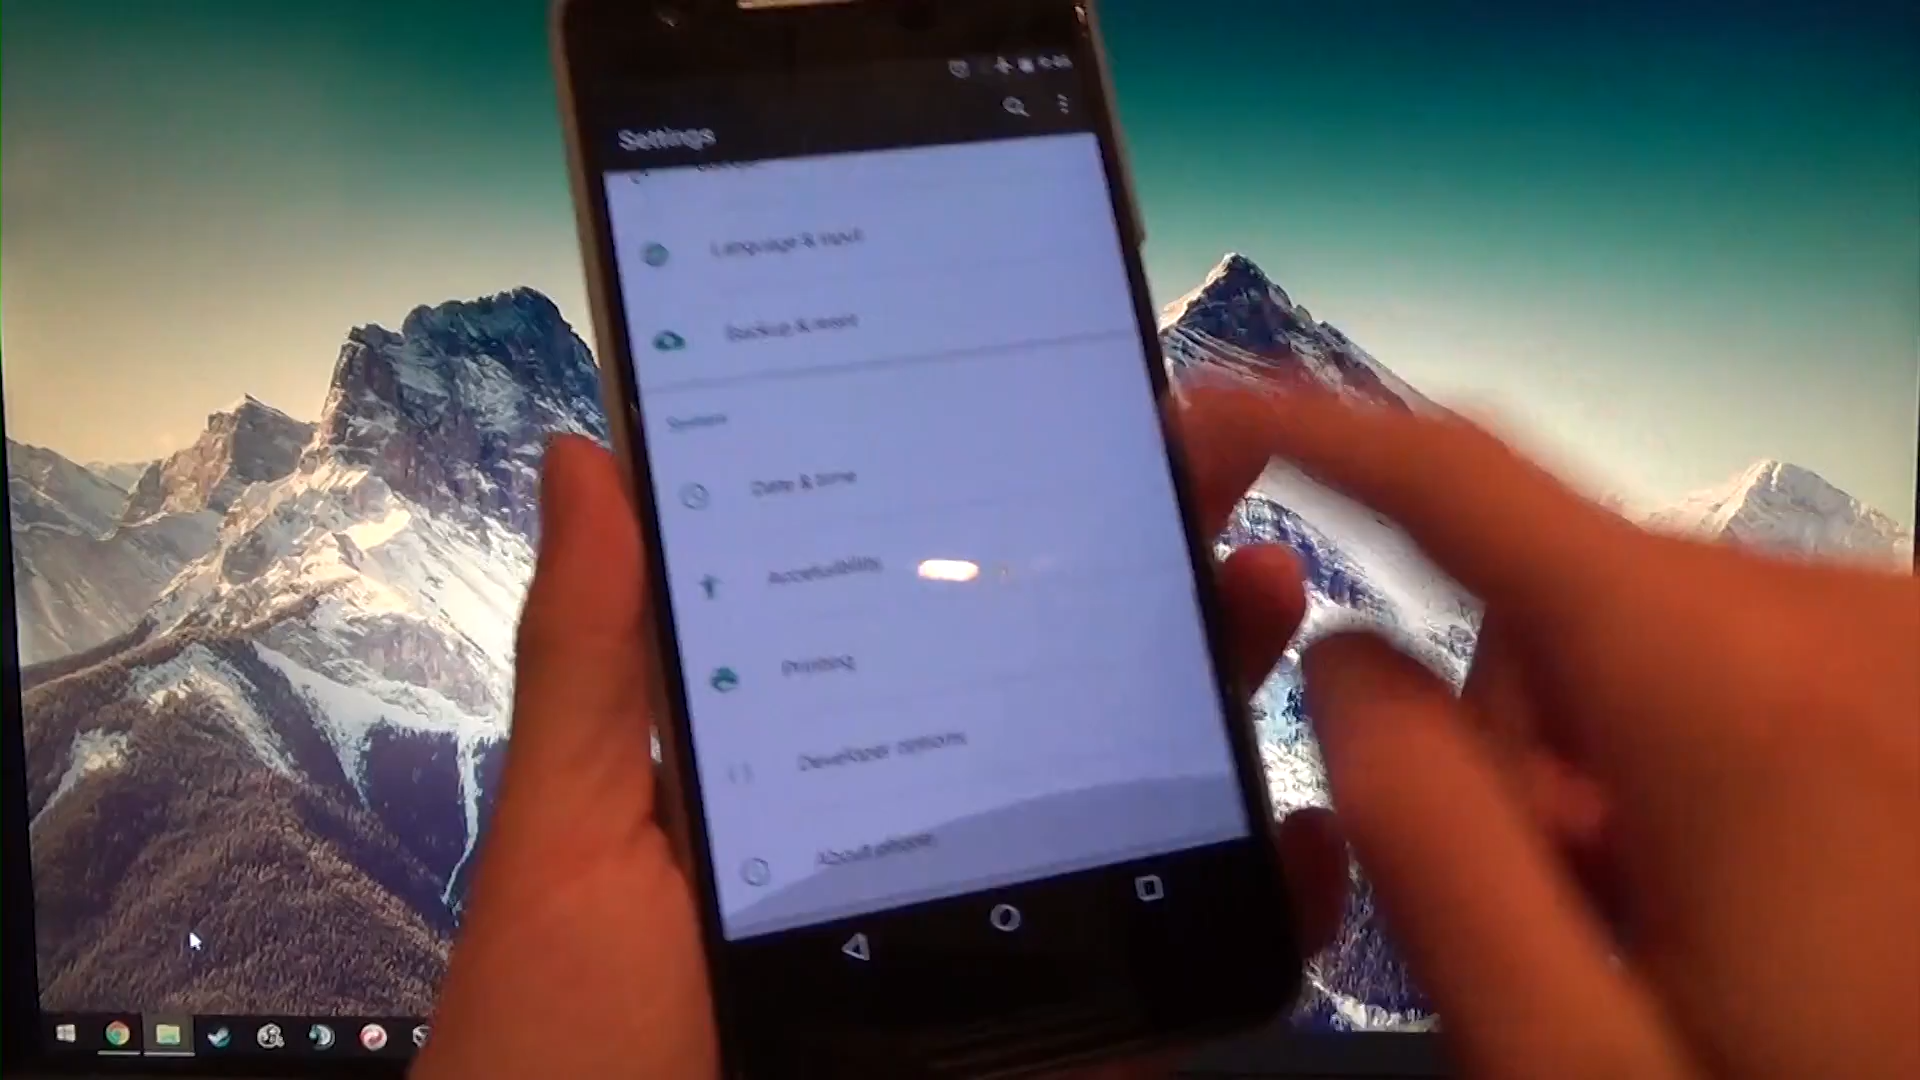 Settings
Language & input
Backup & reset
System
Date & time
Accessibility
Printing
Developer options
About phone